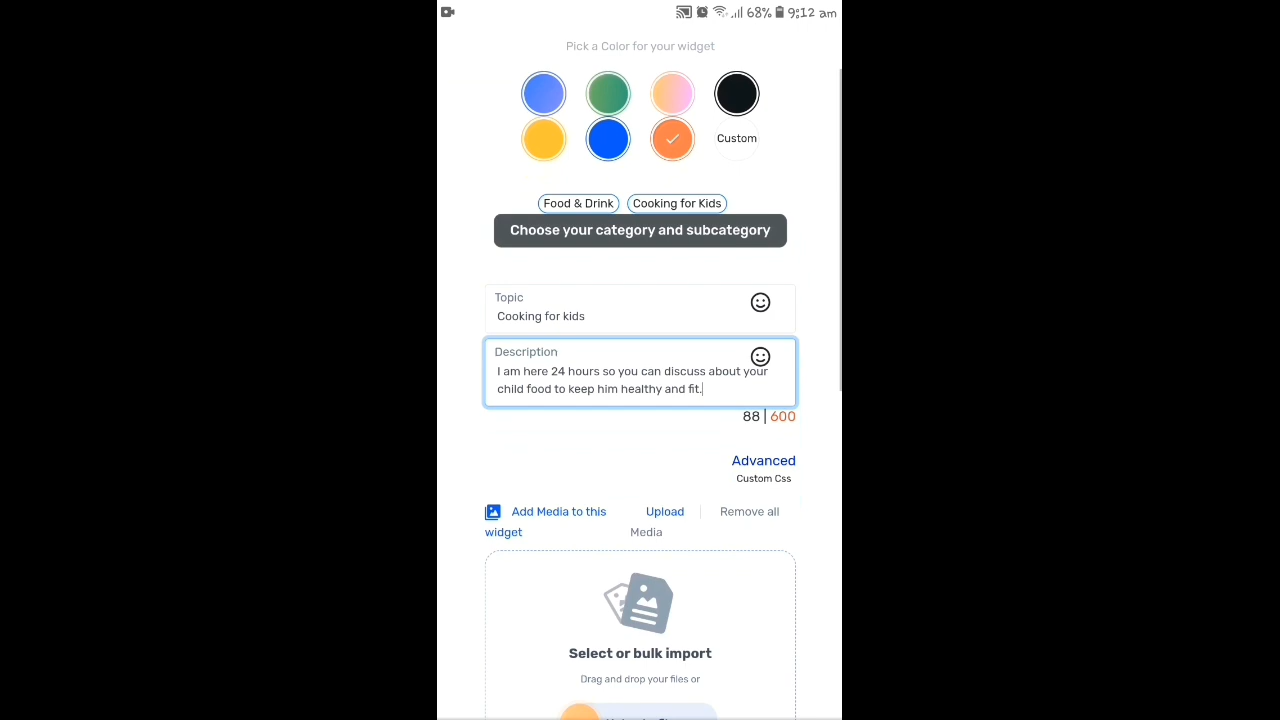 68% 9:12 am
Pick a Color for your widget
Custom
Food & Drink Cooking for Kids
Choose your category and subcategory
Topic
Cooking for kids
Description
I am here 24 hours so you can discuss about your
child food to keep him healthy and fit.
88 | 600
Advanced
Custom Css
Add Media to this widget
Upload Media
Remove all
Select or bulk import
Drag and drop your files or